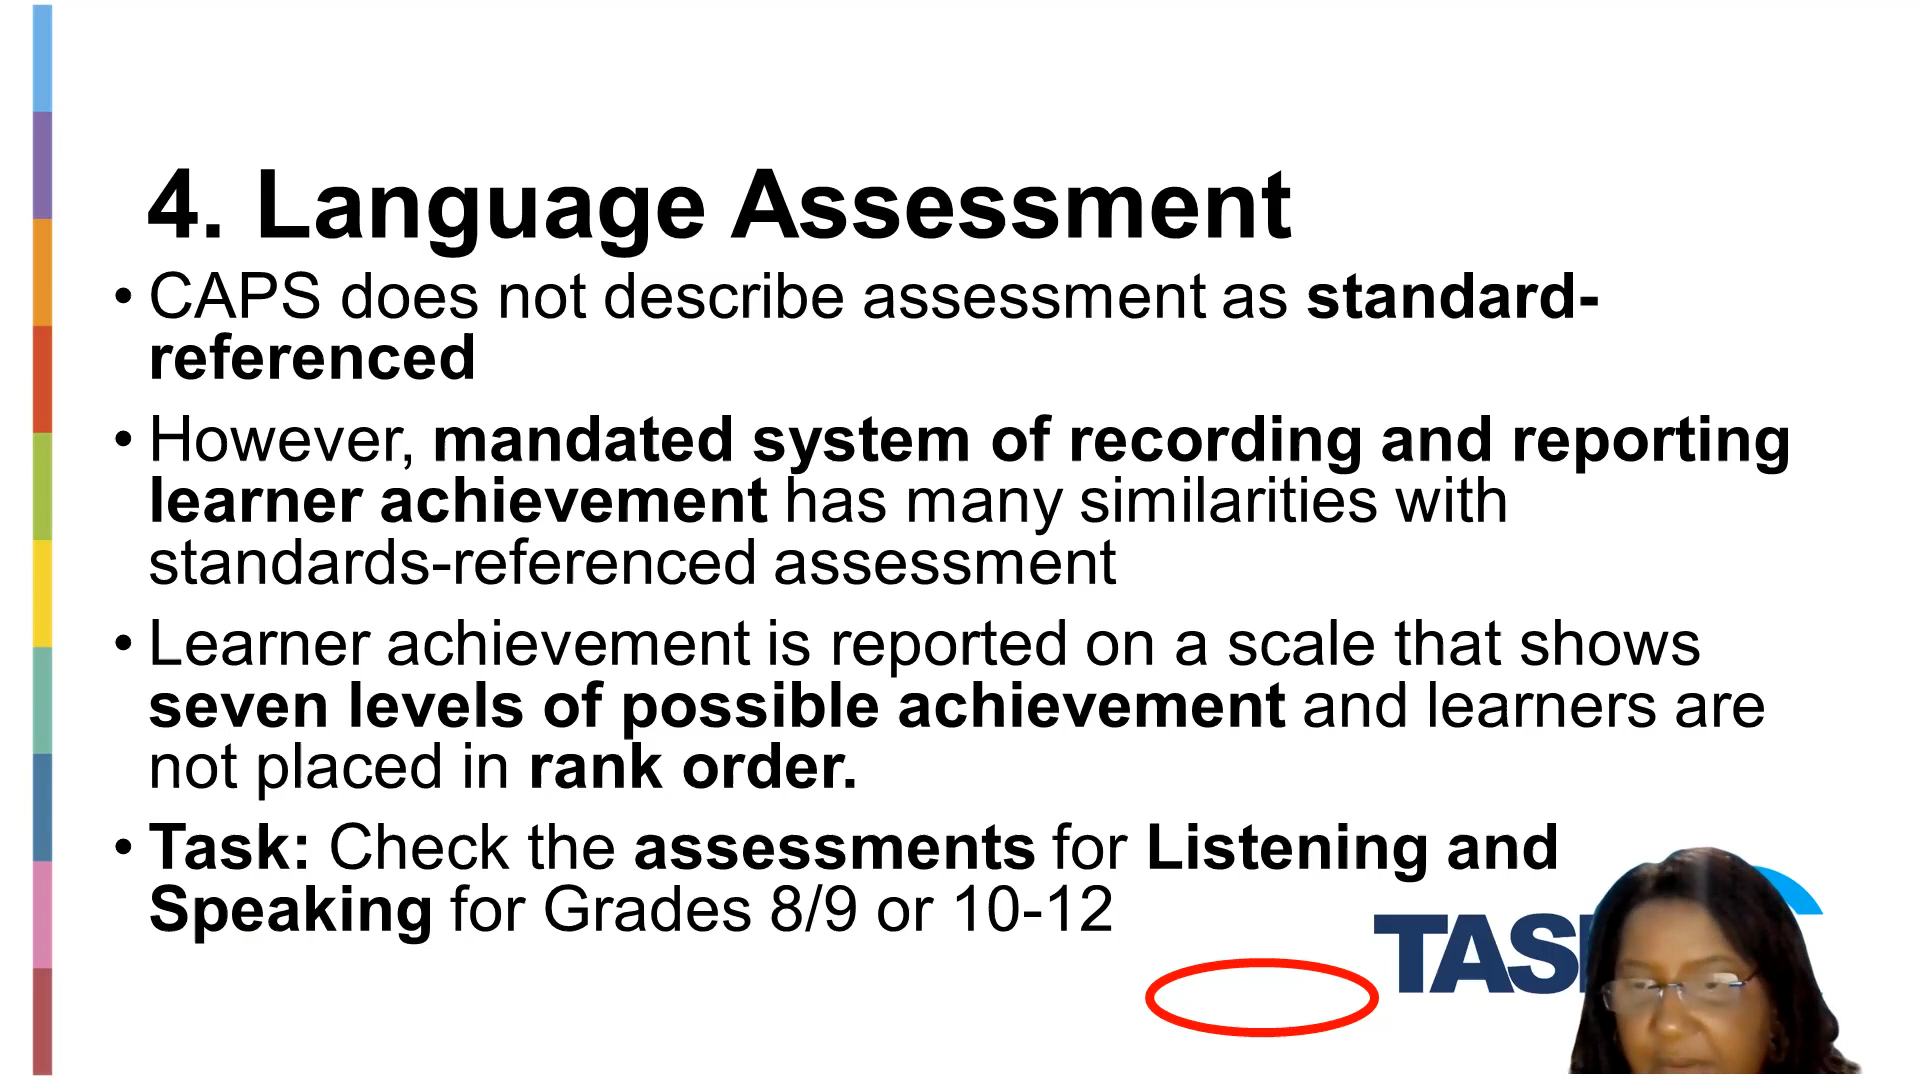 4. Language Assessment
• CAPS does not describe assessment as standard-
referenced
• However, mandated system of recording and reporting
learner achievement has many similarities with
standards-referenced assessment
• Learner achievement is reported on a scale that shows
seven levels of possible achievement and learners are
not placed in rank order.
• Task: Check the assessments for Listening and
Speaking for Grades 8/9 or 10-12